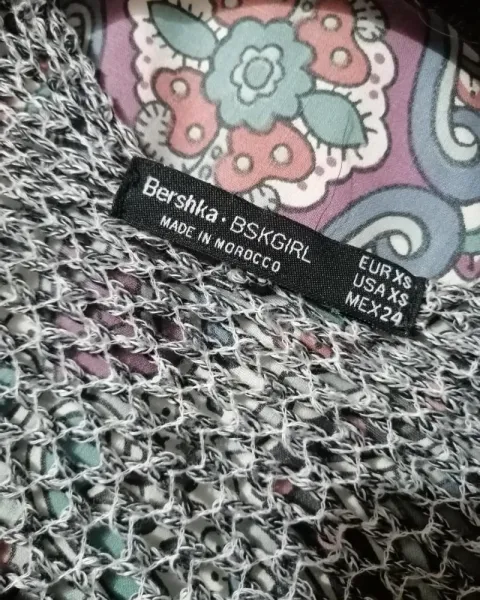 Bershka · BSKGIRL
MADE IN MOROCCO
EUR XS
USA XS
MEX 24